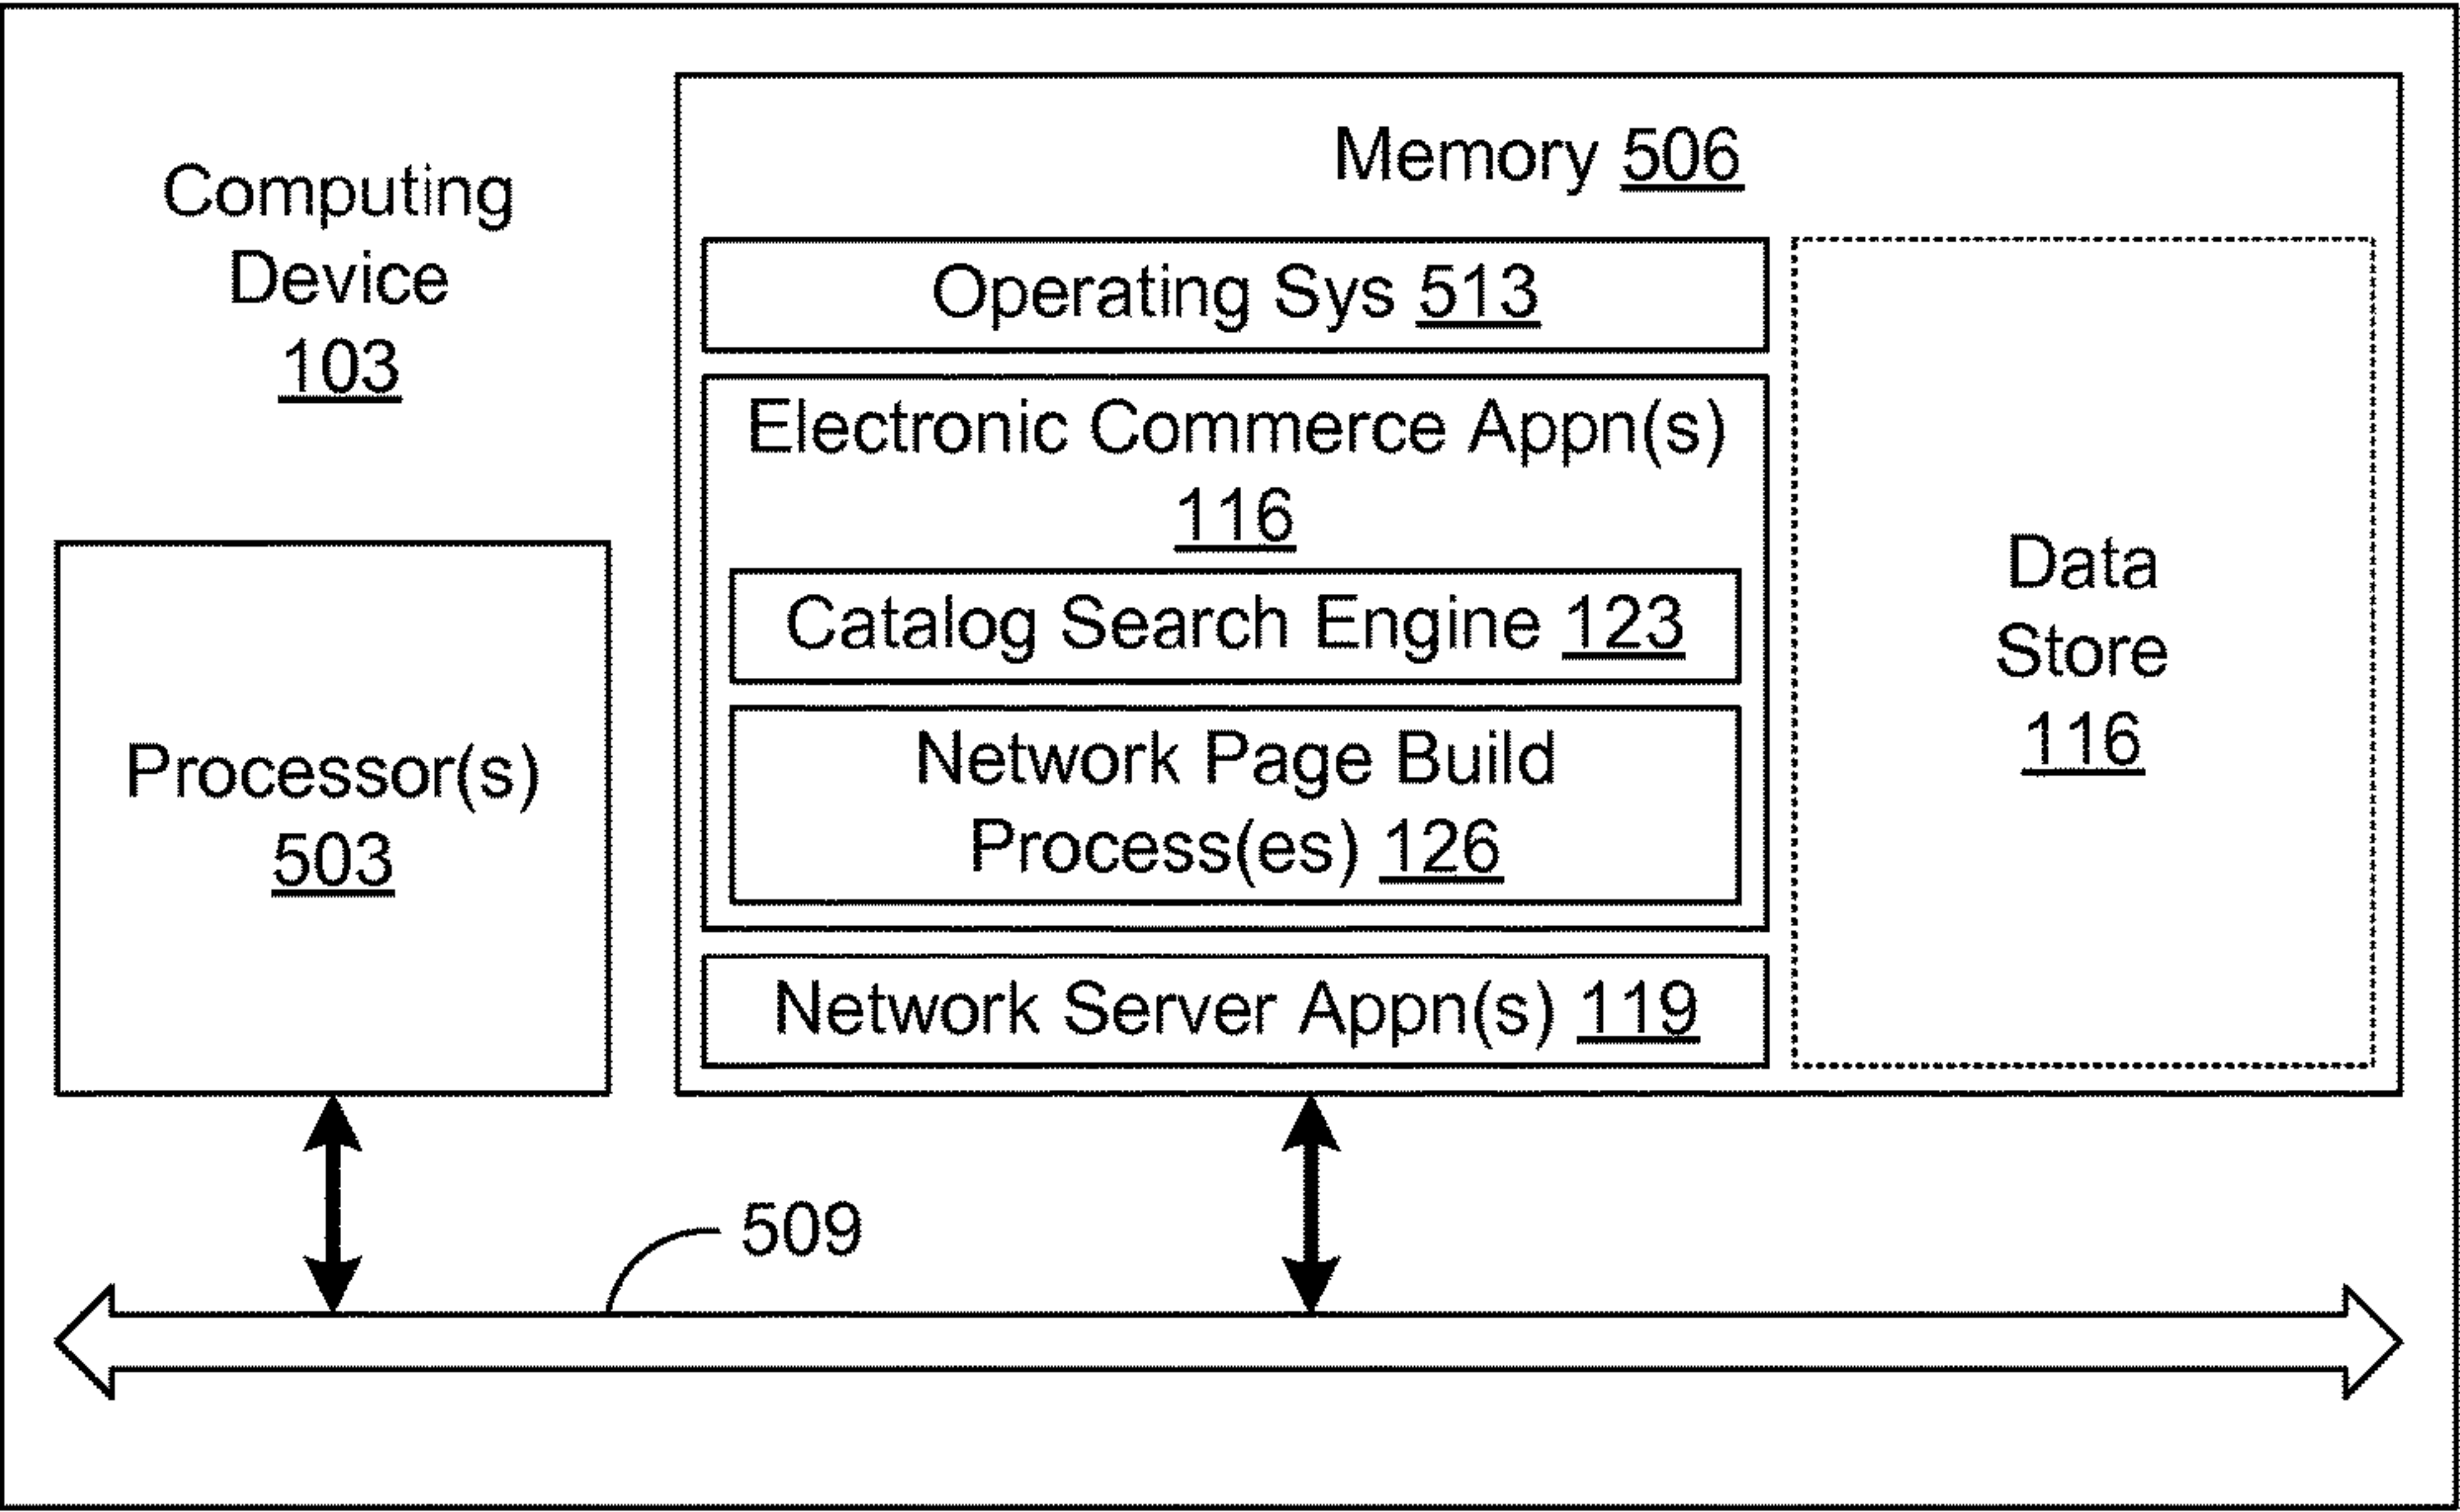 Computing
Device
103
Memory 506
Operating Sys 513
Electronic Commerce Appn(s)
116
Catalog Search Engine 123
Network Page Build
Process(es) 126
Network Server Appn(s) 119
Data
Store
116
Processor(s)
503
509